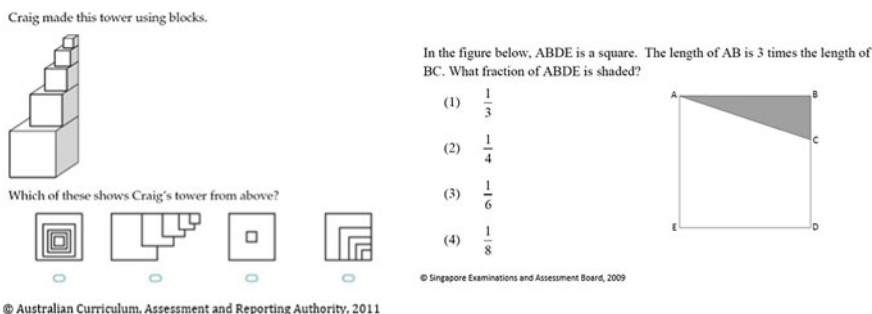 Craig made this tower using blocks.
Which of these shows Craig's tower from above?
© Australian Curriculum, Assessment and Reporting Authority, 2011
In the figure below, ABDE is a square. The length of AB is 3 times the length of
BC. What fraction of ABDE is shaded?
(1) 1/3
(2) 1/4
(3) 1/6
(4) 1/8
A B
C
E D
© Singapore Examinations and Assessment Board, 2009